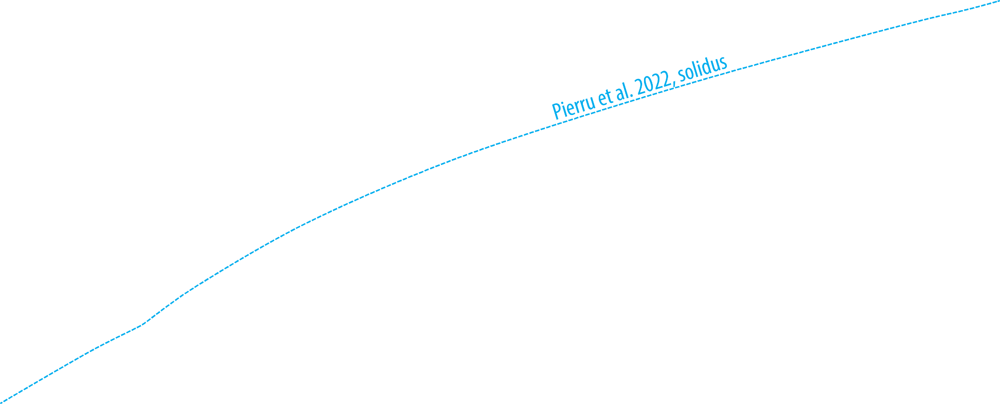 Pierru et al. 2022, solidus